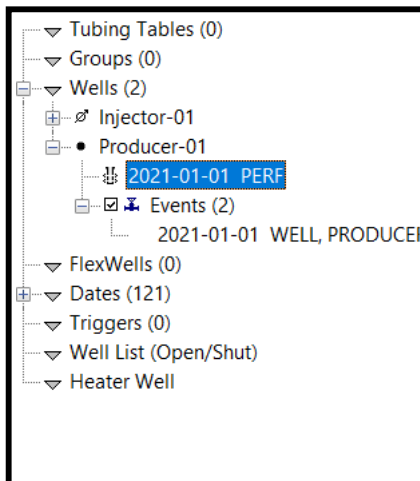 Tubing Tables (0)
Groups (0)
Wells (2)
Injector-01
Producer-01
2021-01-01 PERF
Events (2)
2021-01-01 WELL, PRODUCER
FlexWells (0)
Dates (121)
Triggers (0)
Well List (Open/Shut)
Heater Well